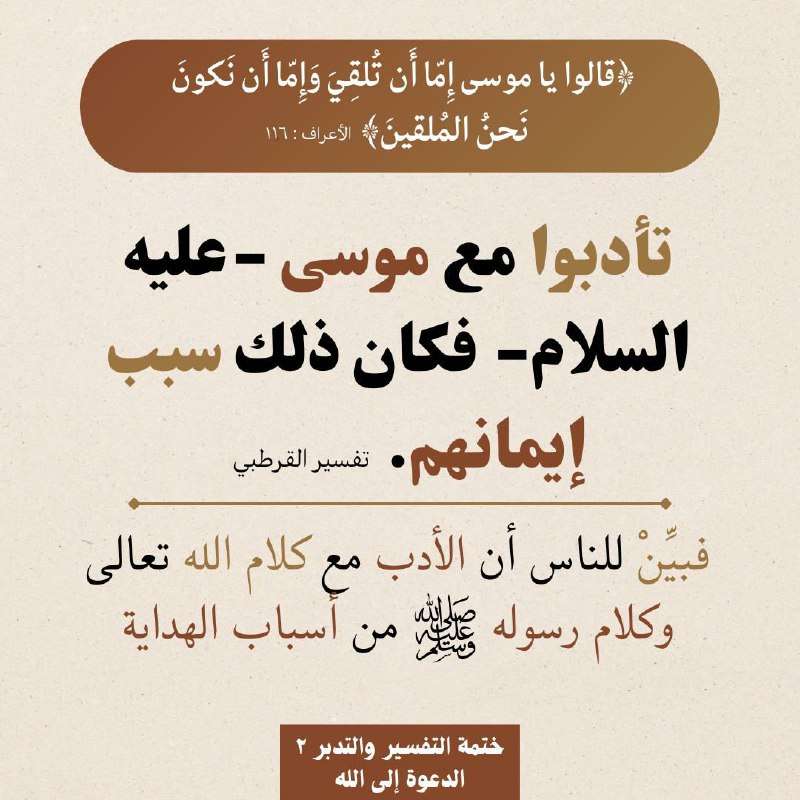 ﴿قالوا يا موسى إِمّا أَن تُلقِيَ وَإِمّا أَن نَكونَ
نَحنُ المُلقينَ﴾ الأعراف : ١١٦
تأدبوا مع موسى -عليه
السلام- فكان ذلك سبب
إيمانهم. تفسير القرطبي
فبيِّنْ للناس أن الأدب مع كلام الله تعالى
وكلام رسوله ﷺ من أسباب الهداية
ختمة التفسير والتدبر ٢
الدعوة إلى الله